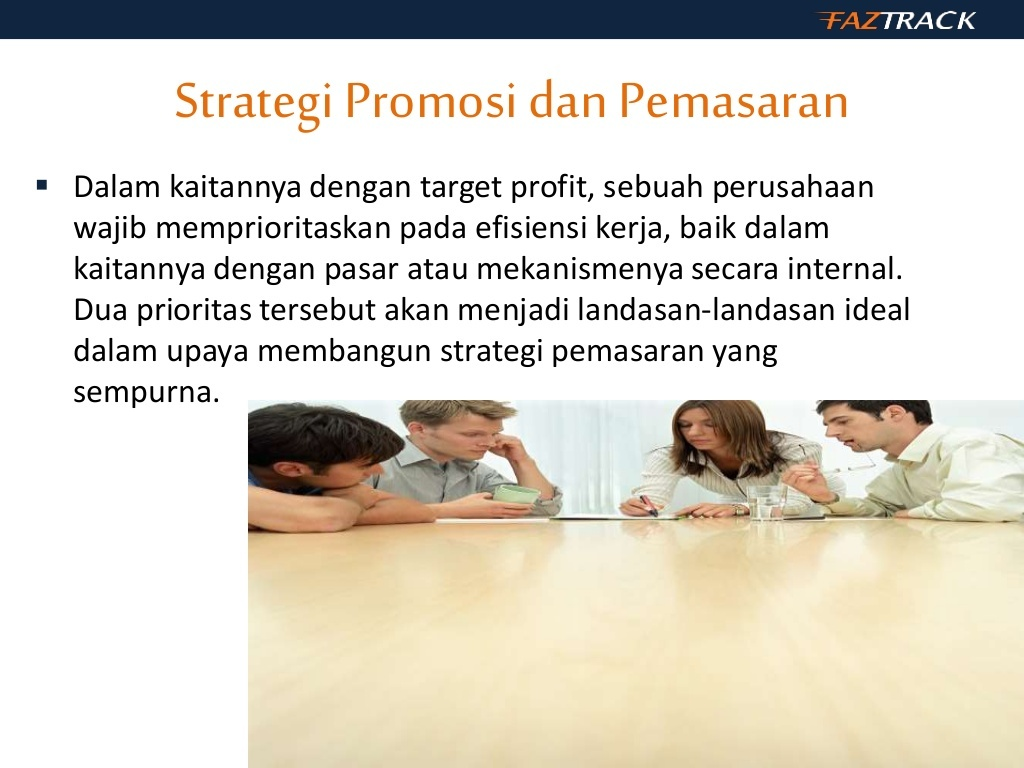 FAZTRACK
Strategi Promosi dan Pemasaran
▪ Dalam kaitannya dengan target profit, sebuah perusahaan
wajib memprioritaskan pada efisiensi kerja, baik dalam
kaitannya dengan pasar atau mekanismenya secara internal.
Dua prioritas tersebut akan menjadi landasan-landasan ideal
dalam upaya membangun strategi pemasaran yang
sempurna.